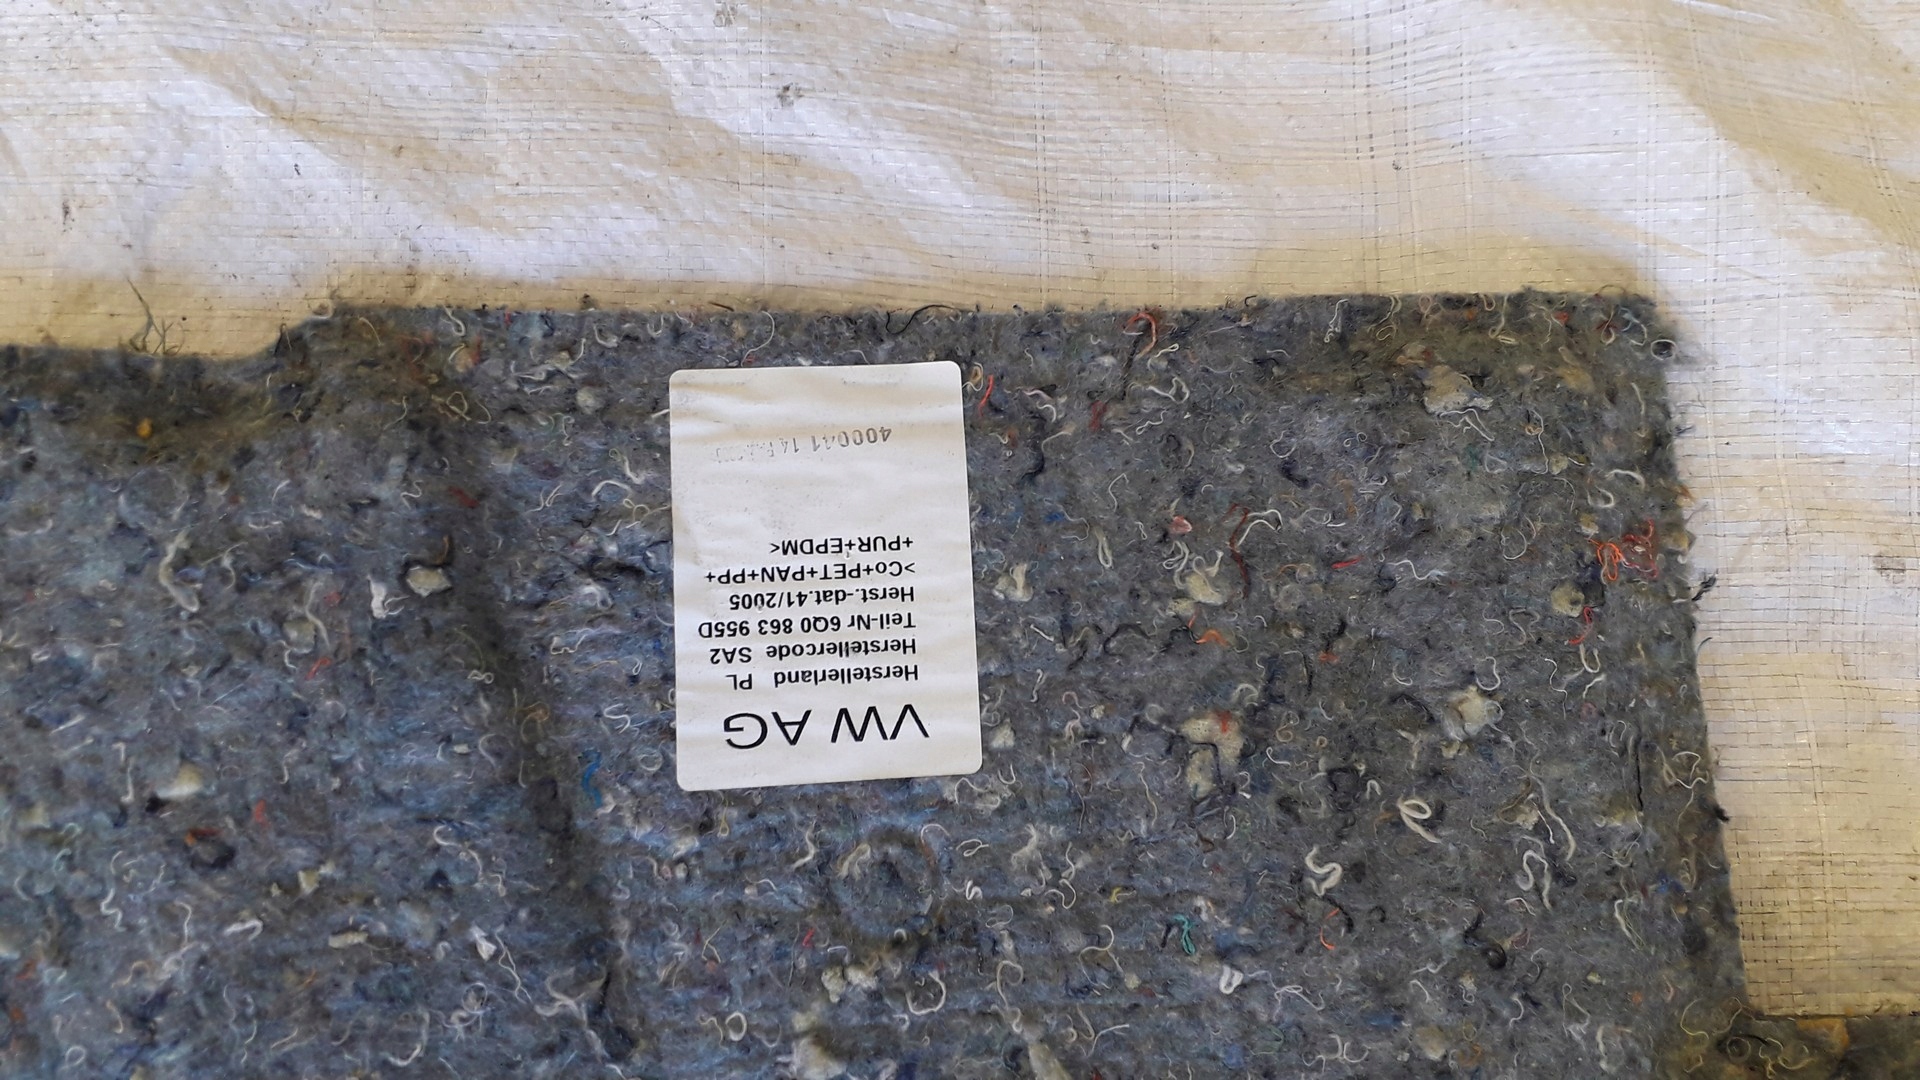 VW AG
Herstellerland PL
Herstellercode SA2
Teil-Nr 6Q0 863 955D
Herst.-dat.41/2005
>Co+PET+PAN+PP+
+PUR+EPDM<